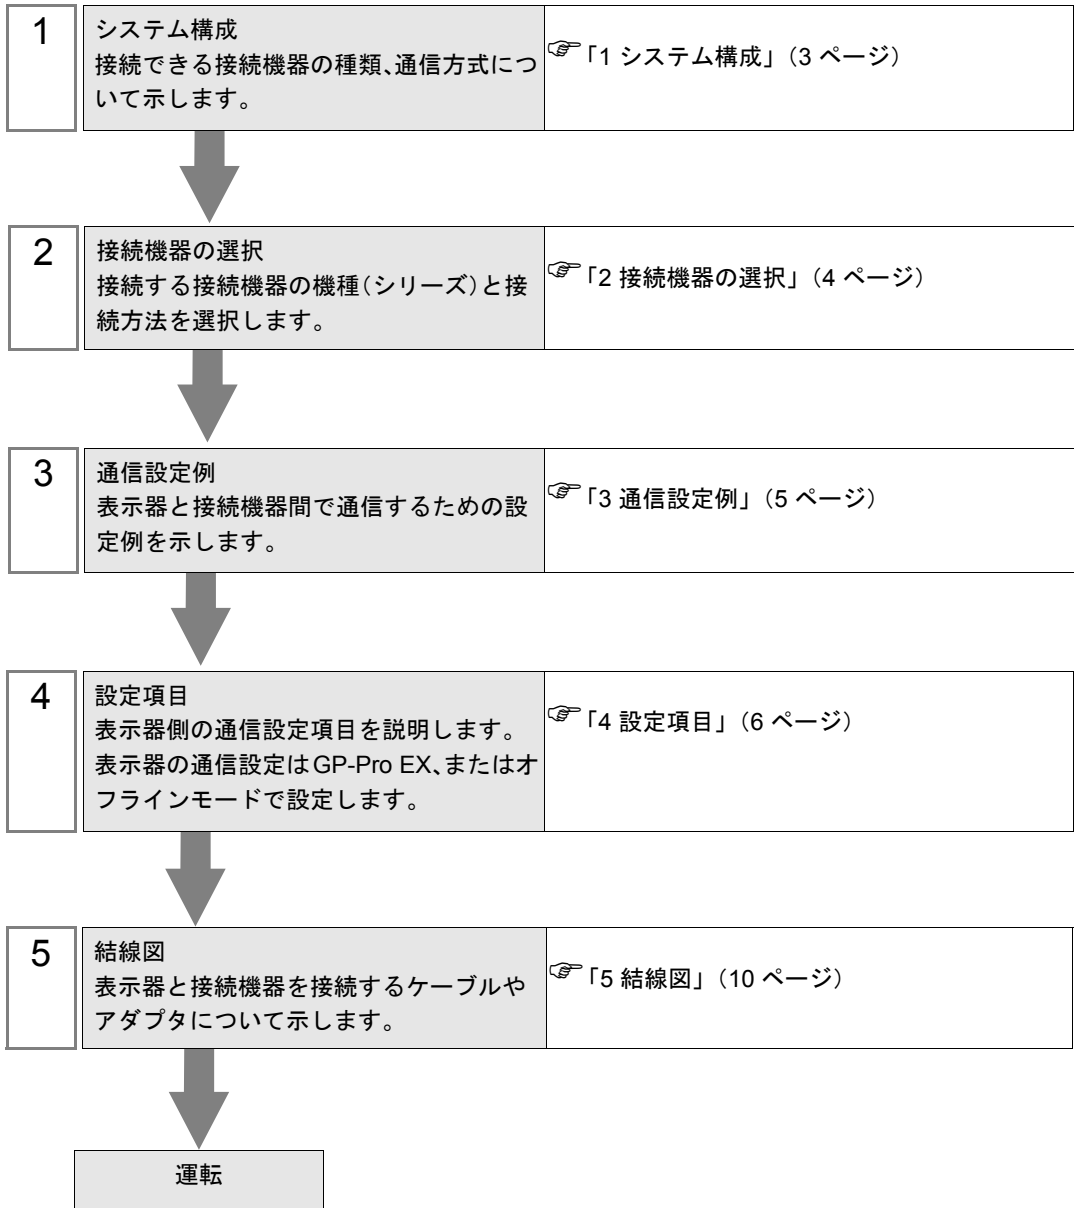 1
システム構成
接続できる接続機器の種類、通信方式につ
いて示します。
☞「1 システム構成」（3 ページ）
2
接続機器の選択
接続する接続機器の機種（シリーズ）と接
続方法を選択します。
☞「2 接続機器の選択」（4 ページ）
3
通信設定例
表示器と接続機器間で通信するための設
定例を示します。
☞「3 通信設定例」（5 ページ）
4
設定項目
表示器側の通信設定項目を説明します。
表示器の通信設定はGP-Pro EX、またはオ
フラインモードで設定します。
☞「4 設定項目」（6 ページ）
5
結線図
表示器と接続機器を接続するケーブルや
アダプタについて示します。
☞「5 結線図」（10 ページ）
運転